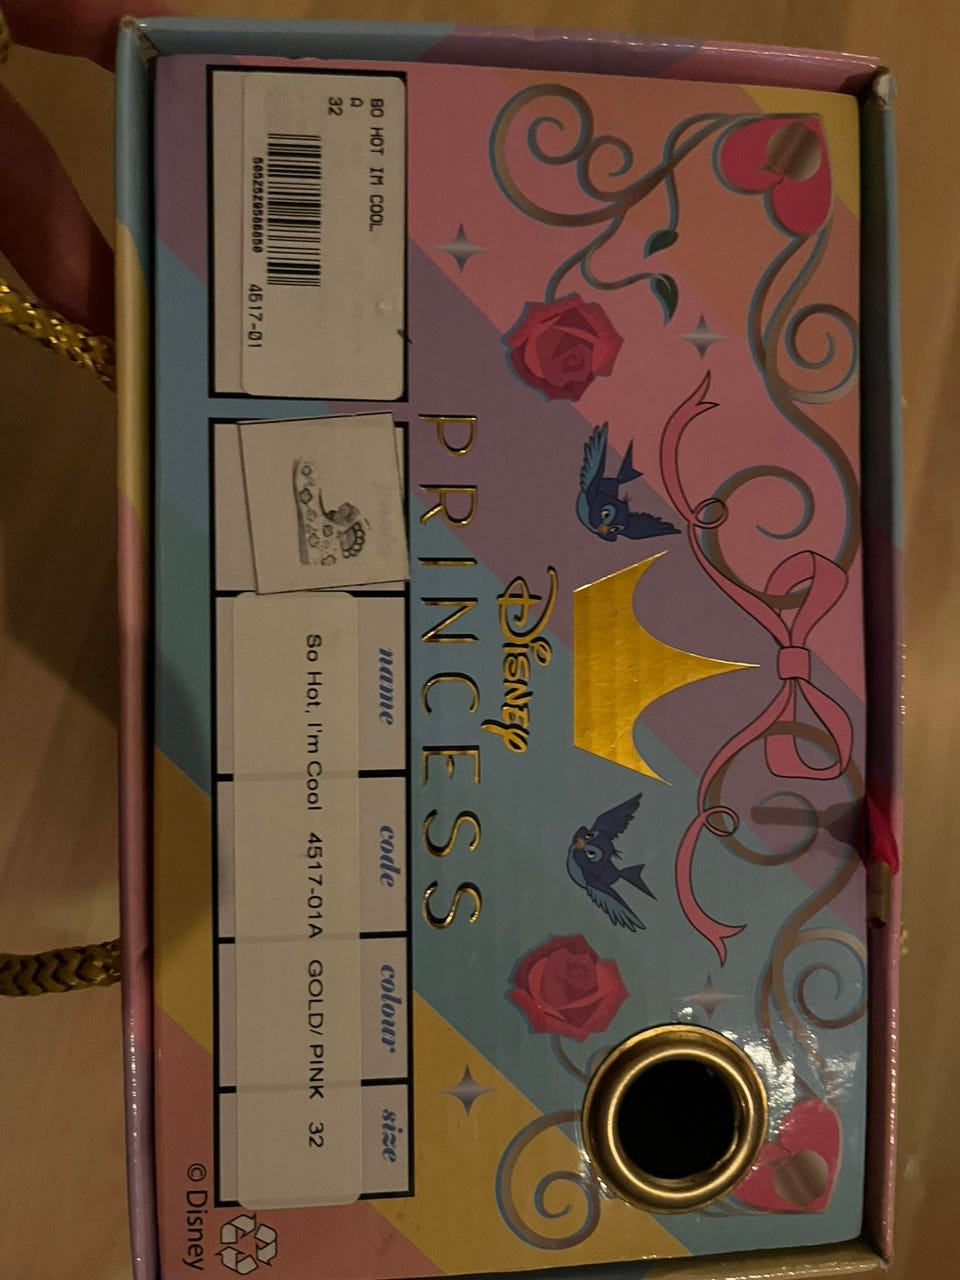 Disney
PRINCESS
SO HOT IM COOL
A
32
5052529586850
4517-01
name code colour size
So Hot, I'm Cool 4517-01A GOLD/ PINK 32
© Disney